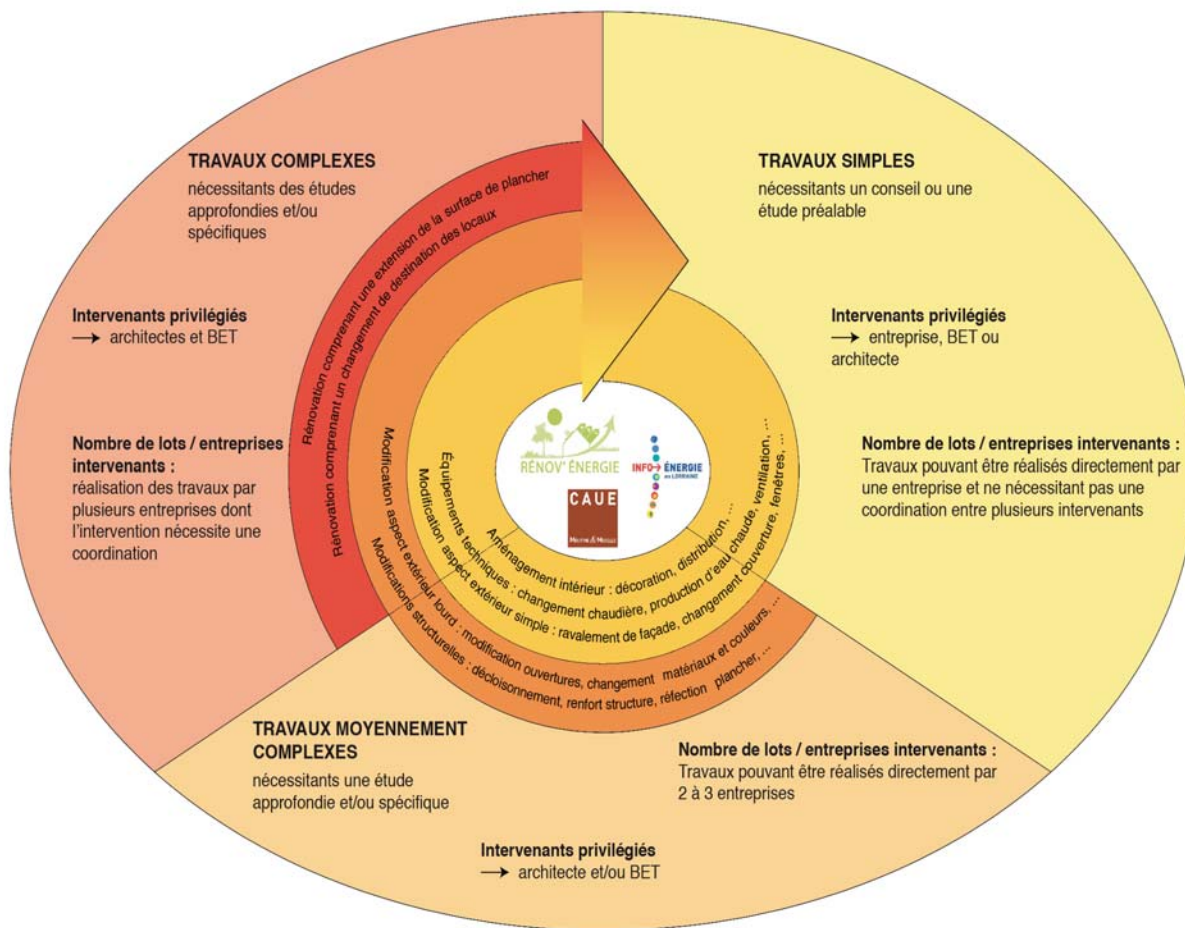 TRAVAUX COMPLEXES
nécessitants des études
approfondies et/ou
spécifiques
Intervenants privilégiés
→ architectes et BET
Nombre de lots / entreprises
intervenants :
réalisation des travaux par
plusieurs entreprises dont
l'intervention nécessite une
coordination
TRAVAUX SIMPLES
nécessitants un conseil ou une
étude préalable
Intervenants privilégiés
→ entreprise, BET ou
architecte
Nombre de lots / entreprises intervenants :
Travaux pouvant être réalisés directement par
une entreprise et ne nécessitant pas une
coordination entre plusieurs intervenants
Rénovation comprenant une extension de la surface de plancher
Rénovation comprenant un changement de destination des locaux
RÉNOV' ÉNERGIE
INFO→ ÉNERGIE
EN LORRAINE
CAUE
MEURTHE & MOSELLE
Aménagement intérieur : décoration, distribution, ...
Équipements techniques : changement chaudière, production d'eau chaude, ventilation, ...
Modification aspect extérieur simple : ravalement de façade, changement couverture, fenêtres, ...
Modification aspect extérieur lourd : modification ouvertures, changement matériaux et couleurs, ...
Modifications structurelles : décloisonnement, renfort structure, réfection plancher, ...
TRAVAUX MOYENNEMENT
COMPLEXES
nécessitants une étude
approfondie et/ou spécifique
Nombre de lots / entreprises intervenants :
Travaux pouvant être réalisés directement par
2 à 3 entreprises
Intervenants privilégiés
→ architecte et/ou BET